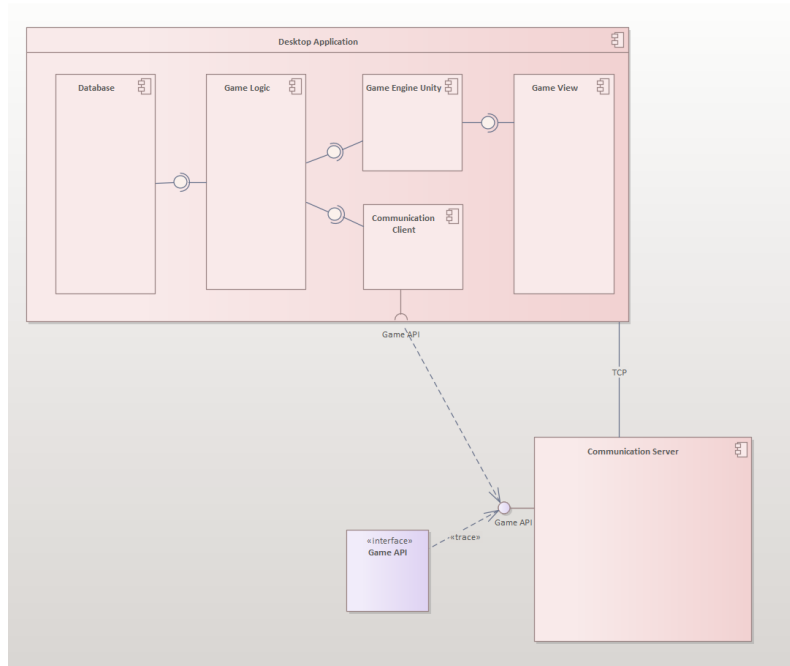 Desktop Application
Database
Game Logic
Game Engine Unity
Game View
Communication
Client
Game API
TCP
Communication Server
Game API
«trace»
«interface»
Game API